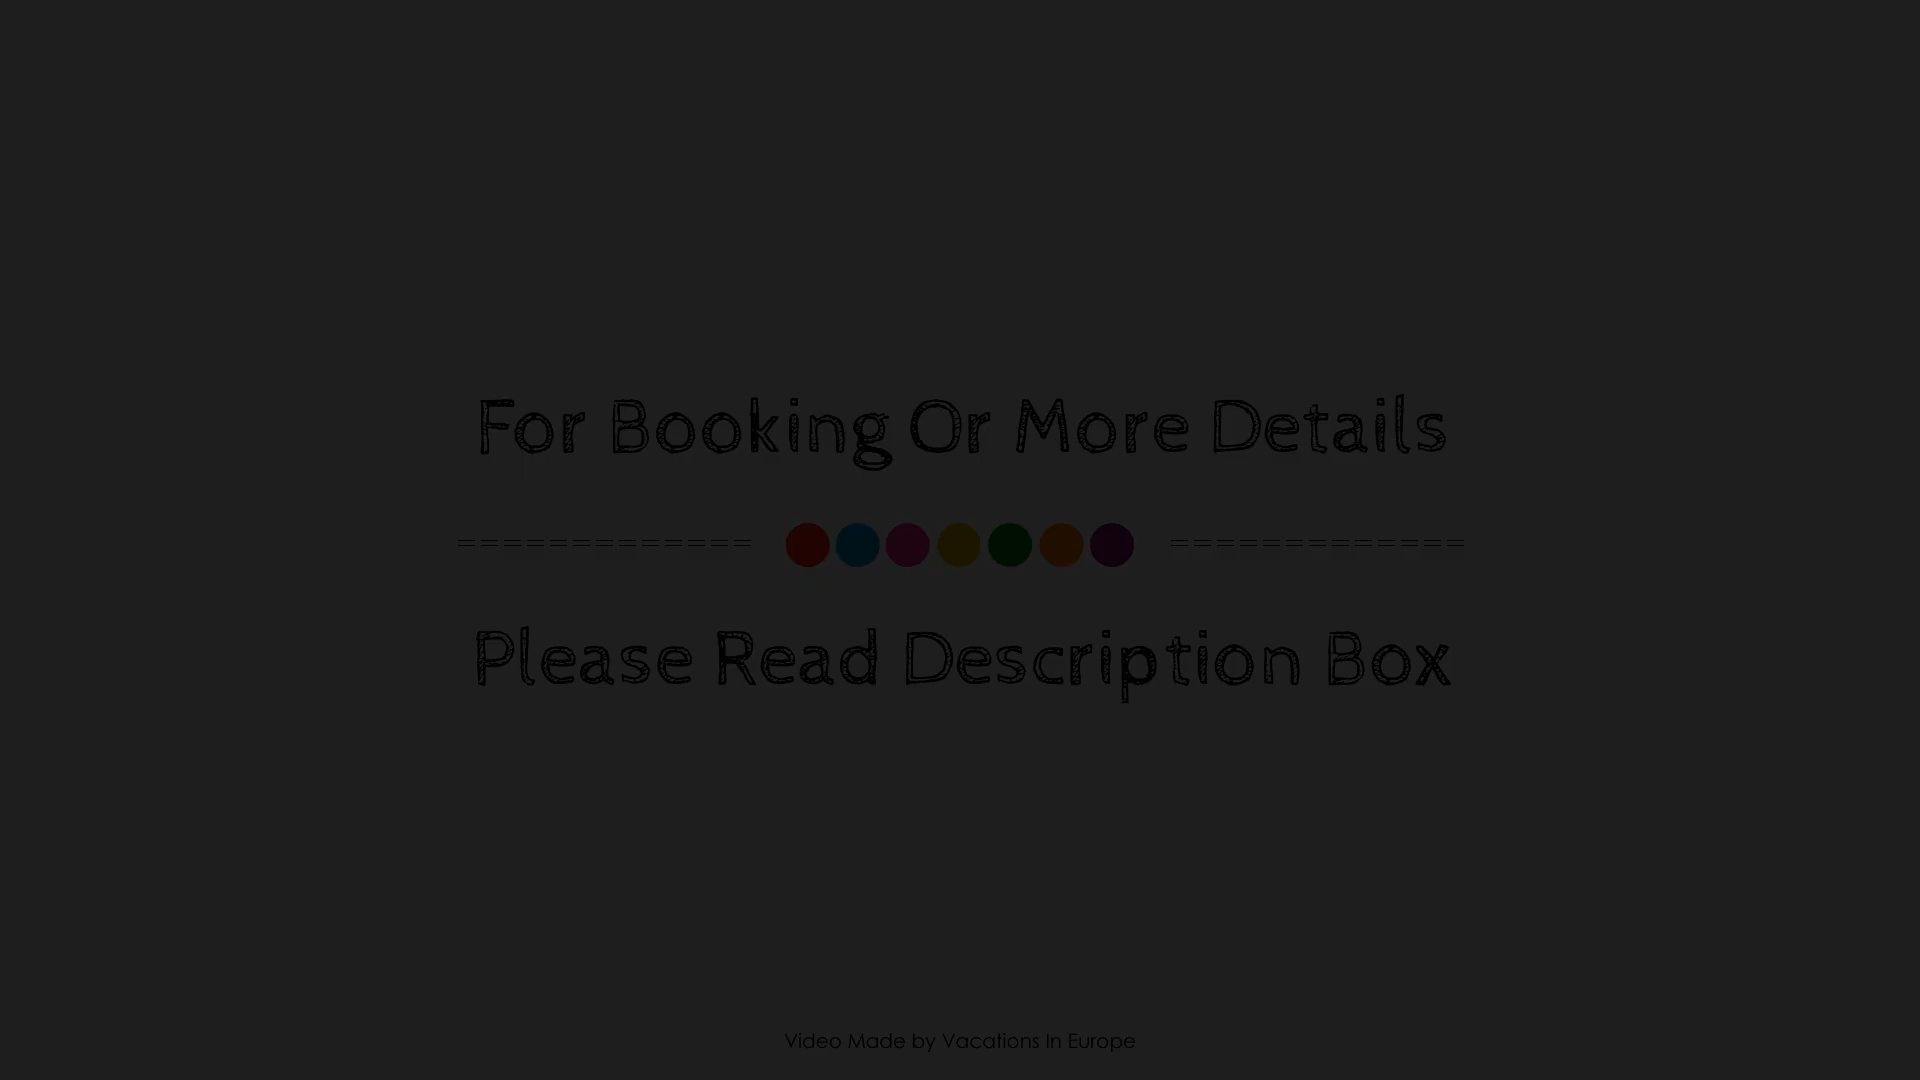 For Booking Or More Details
============= =============
Please Read Description Box
Video Made by Vacations In Europe